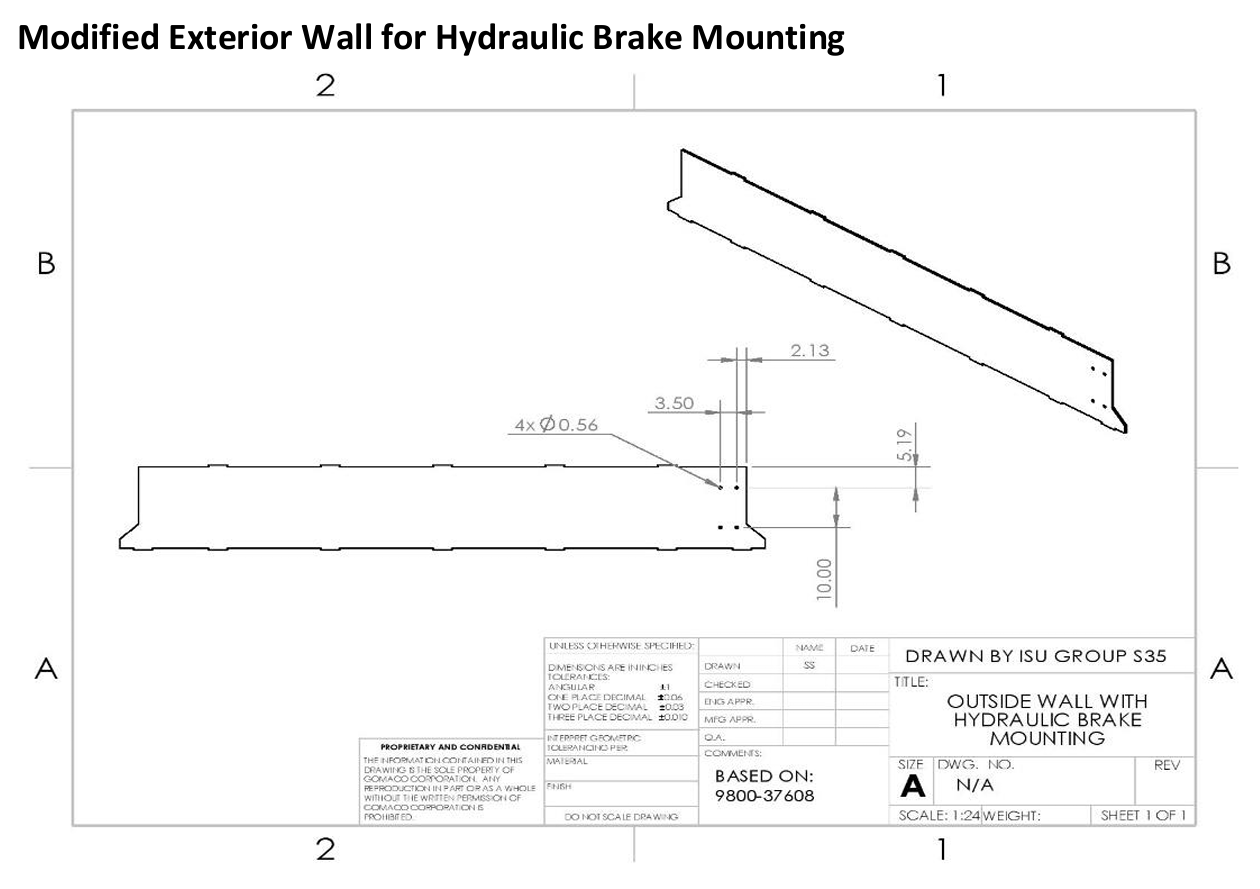 Modified Exterior Wall for Hydraulic Brake Mounting
2 1
B B
2.13
3.50
4x Ø0.56
5.19
10.00
A A
UNLESS OTHERWISE SPECIFIED:
DIMENSIONS ARE IN INCHES
TOLERANCES:
ANGULAR ±1
ONE PLACE DECIMAL ±0.06
TWO PLACE DECIMAL ±0.03
THREE PLACE DECIMAL ±0.010
INTERPRET GEOMETRIC
TOLERANCING PER:
MATERIAL
FINISH
DO NOT SCALE DRAWING
NAME DATE
DRAWN SS
CHECKED
ENG APPR.
MFG APPR.
Q.A.
COMMENTS:
BASED ON:
9800-37608
DRAWN BY ISU GROUP S35
TITLE:
OUTSIDE WALL WITH
HYDRAULIC BRAKE
MOUNTING
SIZE DWG. NO. REV
A N/A
SCALE: 1:24 WEIGHT: SHEET 1 OF 1
PROPRIETARY AND CONFIDENTIAL
THE INFORMATION CONTAINED IN THIS
DRAWING IS THE SOLE PROPERTY OF
GOMACO CORPORATION. ANY
REPRODUCTION IN PART OR AS A WHOLE
WITHOUT THE WRITTEN PERMISSION OF
GOMACO CORPORATION IS
PROHIBITED.
2 1